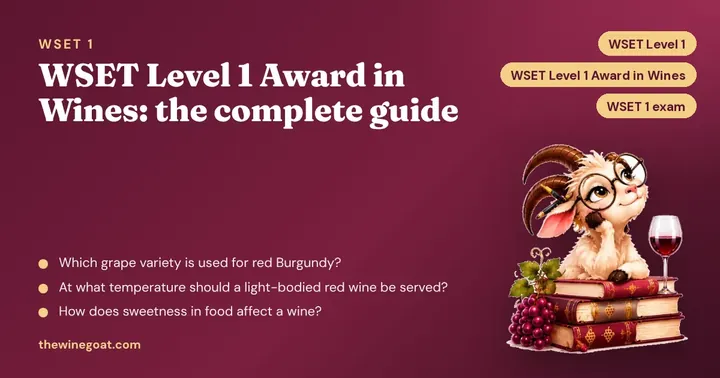 WSET 1
WSET Level 1 Award in
Wines: the complete guide
WSET Level 1
WSET Level 1 Award in Wines
WSET 1 exam
Which grape variety is used for red Burgundy?
At what temperature should a light-bodied red wine be served?
How does sweetness in food affect a wine?
thewinegoat.com